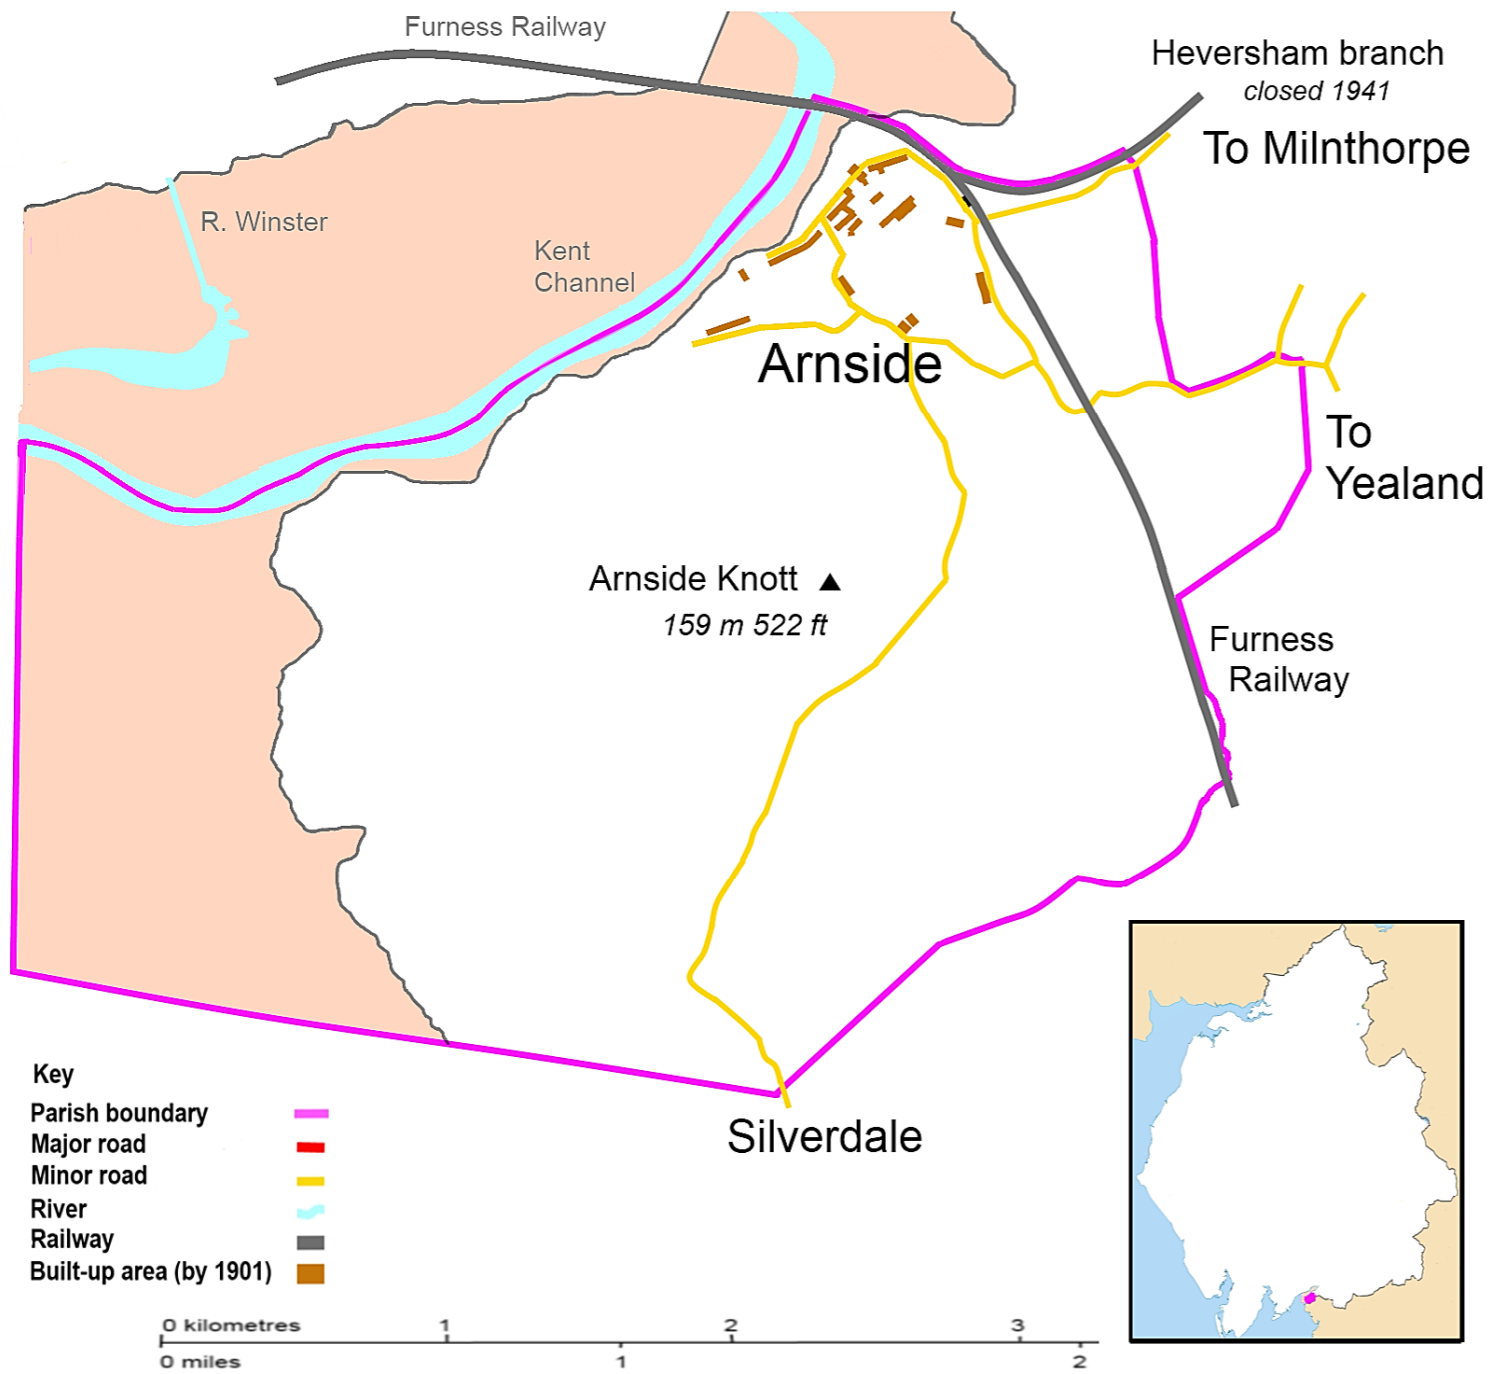 Furness Railway
Heversham branch
closed 1941
To Milnthorpe
R. Winster
Kent
Channel
Arnside
To
Yealand
Arnside Knott
159 m 522 ft
Furness
Railway
Silverdale
Key
Parish boundary
Major road
Minor road
River
Railway
Built-up area (by 1901)
0 kilometres 1 2 3
0 miles 1 2